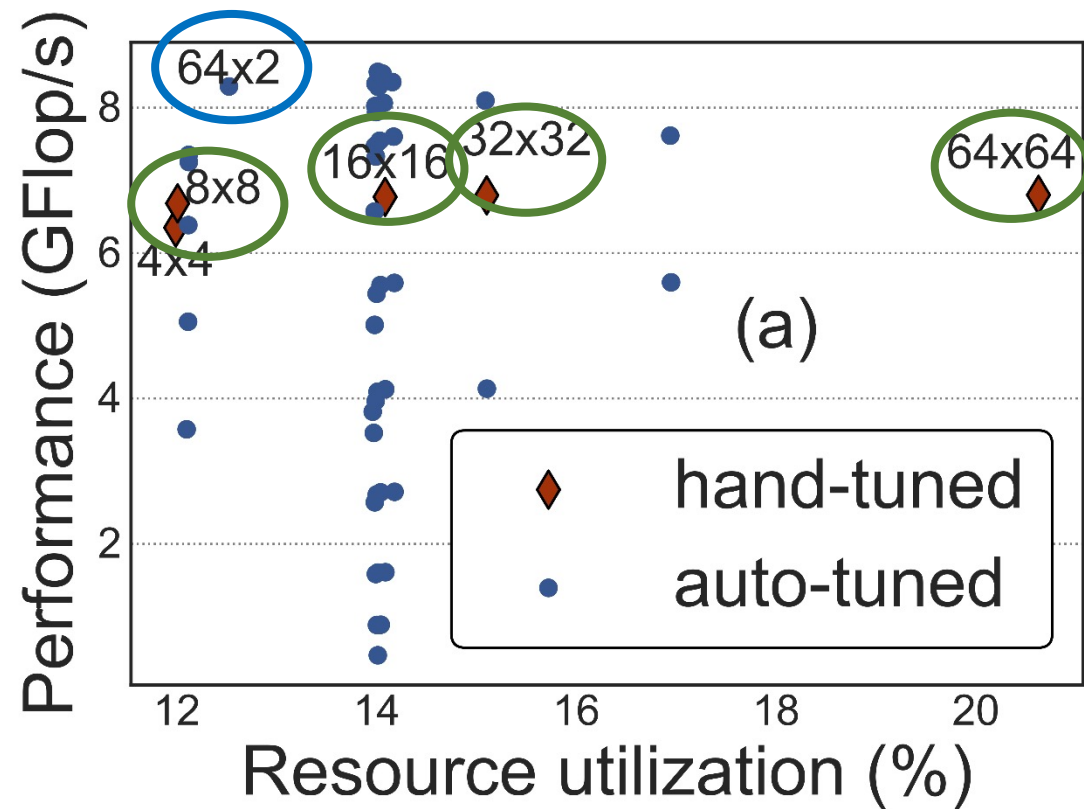 Performance (GFlop/s)
8
6
4
2
64x2
8x8
4x4
16x16
32x32
64x64
(a)
hand-tuned
auto-tuned
12 14 16 18 20
Resource utilization (%)